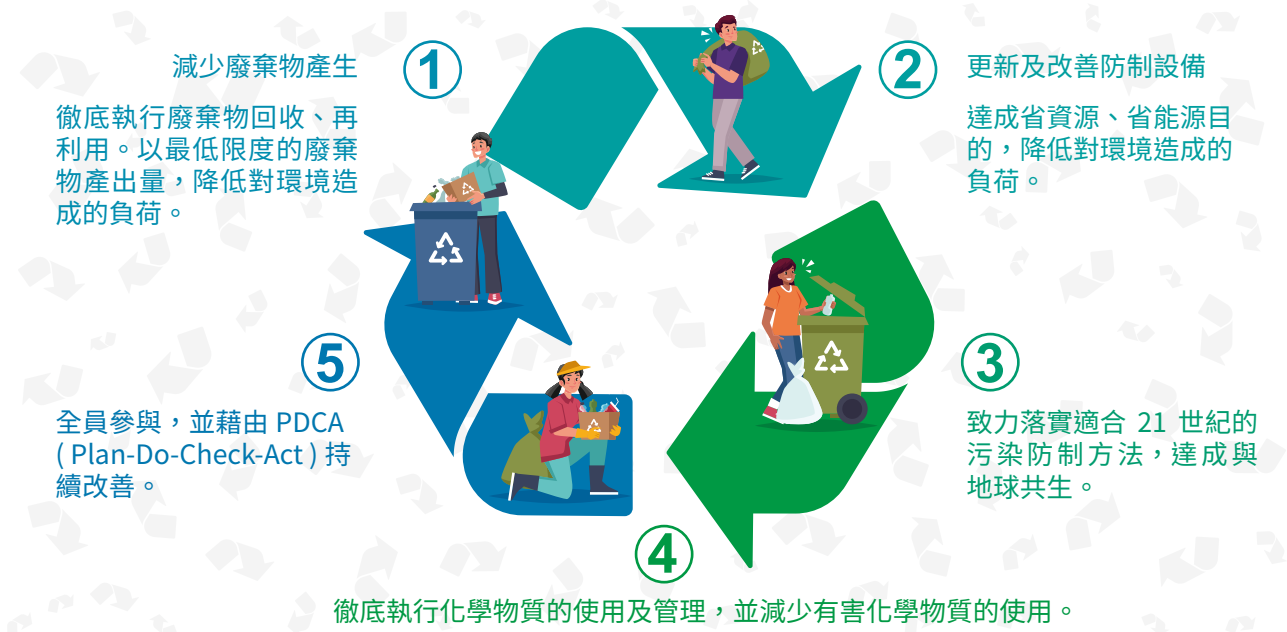 ①
減少廢棄物產生
徹底執行廢棄物回收、再
利用。以最低限度的廢棄
物產出量，降低對環境造
成的負荷。
②
更新及改善防制設備
達成省資源、省能源目
的，降低對環境造成的
負荷。
③
致力落實適合 21 世紀的
污染防制方法，達成與
地球共生。
④
徹底執行化學物質的使用及管理，並減少有害化學物質的使用。
⑤
全員參與，並藉由 PDCA
( Plan-Do-Check-Act ) 持
續改善。